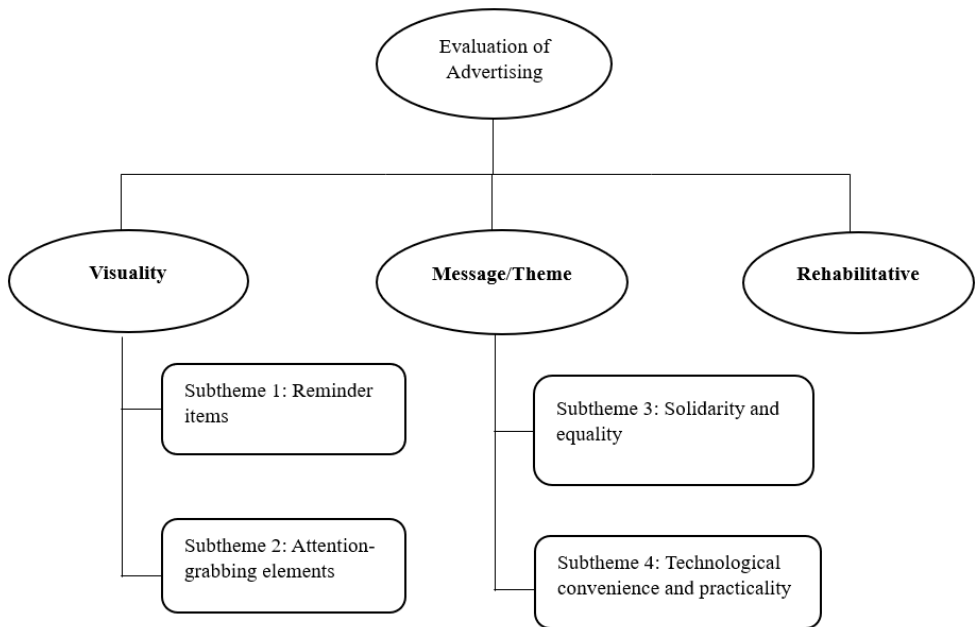 Evaluation of
Advertising
Visuality
Message/Theme
Rehabilitative
Subtheme 1: Reminder
items
Subtheme 2: Attention-
grabbing elements
Subtheme 3: Solidarity and
equality
Subtheme 4: Technological
convenience and practicality